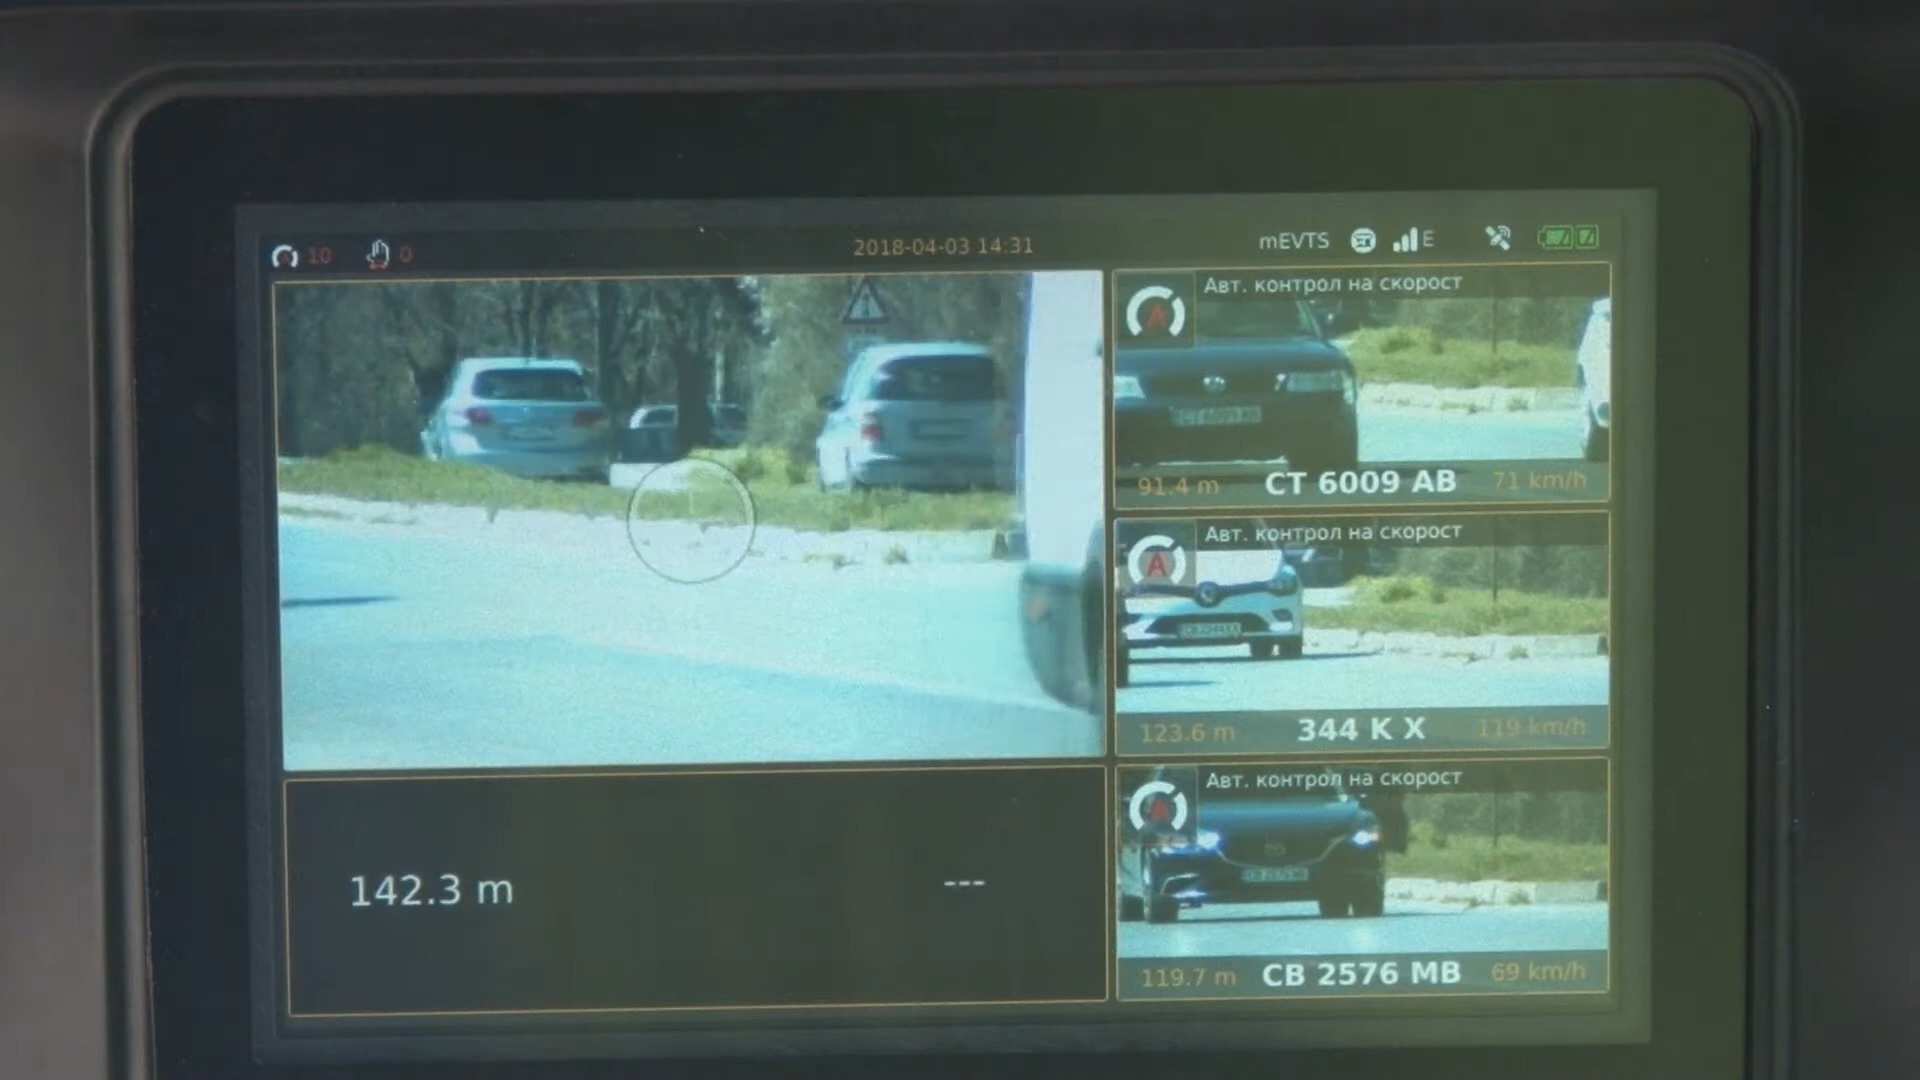 10 0 2018-04-03 14:31 mEVTS E
Авт. контрол на скорост
91.4 m CT 6009 AB 71 km/h
Авт. контрол на скорост
A
123.6 m 344 K X 119 km/h
Авт. контрол на скорост
A
119.7 m CB 2576 MB 69 km/h
142.3 m ---